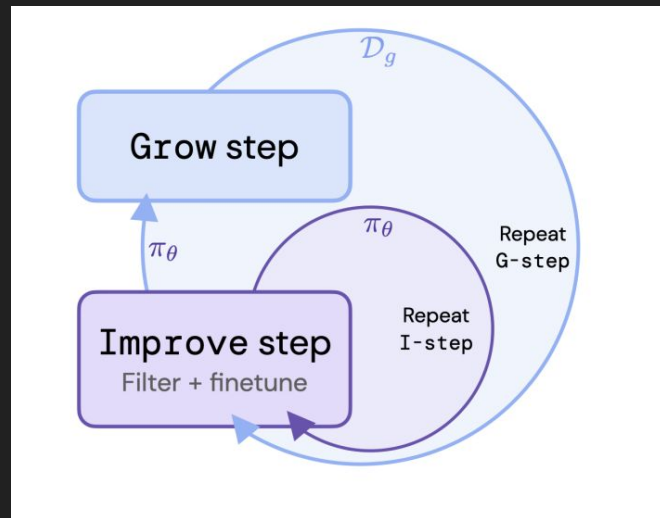 𝒟g
Grow step
πθ
πθ
Repeat
G-step
Improve step
Filter + finetune
Repeat
I-step